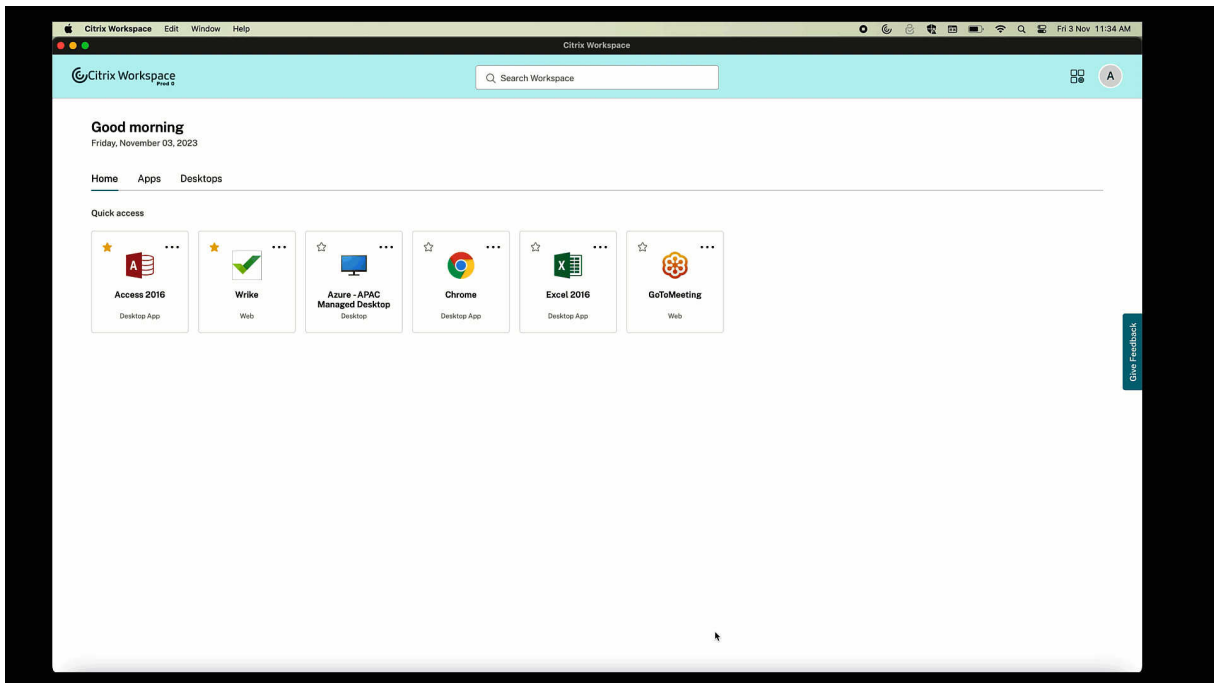 Citrix Workspace Edit Window Help Fri 3 Nov 11:34 AM
Citrix Workspace
Citrix Workspace
Prod G
Search Workspace
A
Good morning
Friday, November 03, 2023
Home Apps Desktops
Quick access
Access 2016
Desktop App
Wrike
Web
Azure - APAC
Managed Desktop
Desktop
Chrome
Desktop App
Excel 2016
Desktop App
GoToMeeting
Web
Give Feedback